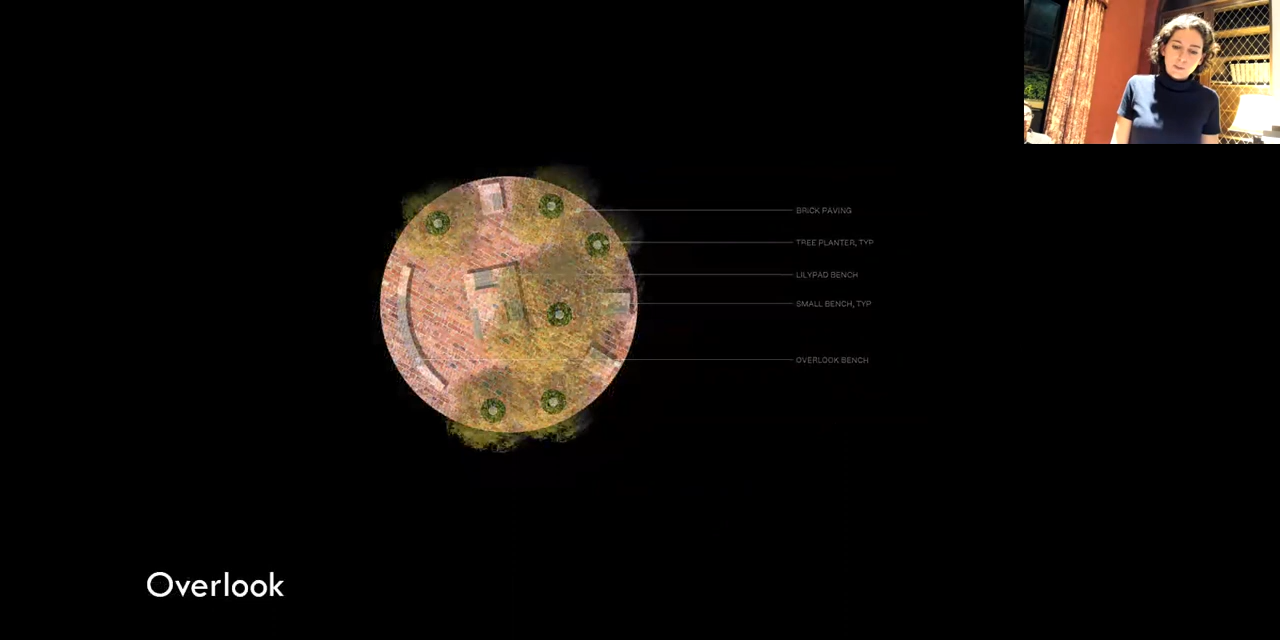 BRICK PAVING
TREE PLANTER, TYP
LILYPAD BENCH
SMALL BENCH, TYP
OVERLOOK BENCH
Overlook